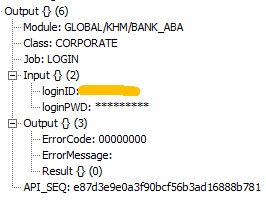 Output {} (6)
Module: GLOBAL/KHM/BANK_ABA
Class: CORPORATE
Job: LOGIN
Input {} (2)
loginID:
loginPWD: *********
Output {} (3)
ErrorCode: 00000000
ErrorMessage:
Result {} (0)
API_SEQ: e87d3e9e0a3f90bcf56b3ad16888b781